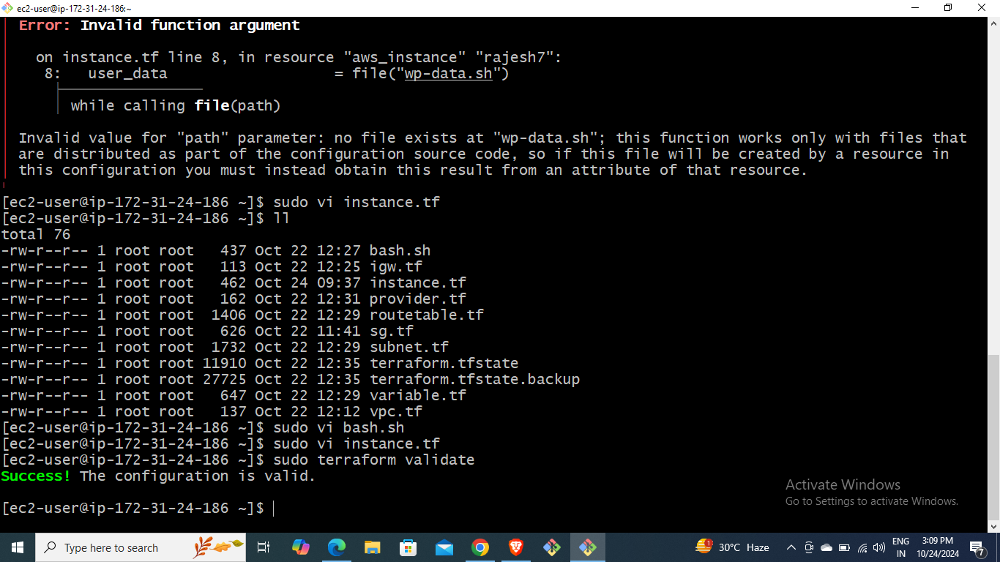 ec2-user@ip-172-31-24-186:~
Error: Invalid function argument
on instance.tf line 8, in resource "aws_instance" "rajesh7":
8:   user_data                   = file("wp-data.sh")
while calling file(path)
Invalid value for "path" parameter: no file exists at "wp-data.sh"; this function works only with files that
are distributed as part of the configuration source code, so if this file will be created by a resource in
this configuration you must instead obtain this result from an attribute of that resource.
[ec2-user@ip-172-31-24-186 ~]$ sudo vi instance.tf
[ec2-user@ip-172-31-24-186 ~]$ ll
total 76
-rw-r--r-- 1 root root   437 Oct 22 12:27 bash.sh
-rw-r--r-- 1 root root   113 Oct 22 12:25 igw.tf
-rw-r--r-- 1 root root   462 Oct 24 09:37 instance.tf
-rw-r--r-- 1 root root   162 Oct 22 12:31 provider.tf
-rw-r--r-- 1 root root  1406 Oct 22 12:29 routetable.tf
-rw-r--r-- 1 root root   626 Oct 22 11:41 sg.tf
-rw-r--r-- 1 root root  1732 Oct 22 12:29 subnet.tf
-rw-r--r-- 1 root root 11910 Oct 22 12:35 terraform.tfstate
-rw-r--r-- 1 root root 27725 Oct 22 12:35 terraform.tfstate.backup
-rw-r--r-- 1 root root   647 Oct 22 12:29 variable.tf
-rw-r--r-- 1 root root   137 Oct 22 12:12 vpc.tf
[ec2-user@ip-172-31-24-186 ~]$ sudo vi bash.sh
[ec2-user@ip-172-31-24-186 ~]$ sudo vi instance.tf
[ec2-user@ip-172-31-24-186 ~]$ sudo terraform validate
Success! The configuration is valid.
[ec2-user@ip-172-31-24-186 ~]$
Activate Windows
Go to Settings to activate Windows.
Type here to search
30°C Haze
ENG
IN
3:09 PM
10/24/2024
7